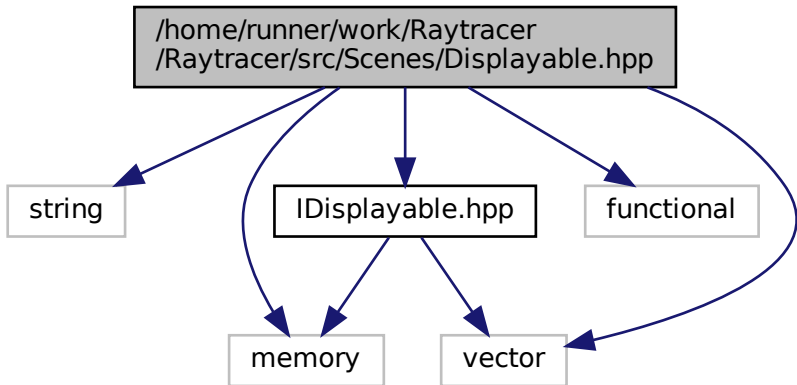 /home/runner/work/Raytracer
/Raytracer/src/Scenes/Displayable.hpp
string
IDisplayable.hpp
functional
memory
vector